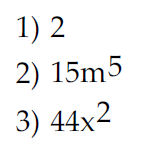 1) 2
2) 15m⁵
3) 44x²